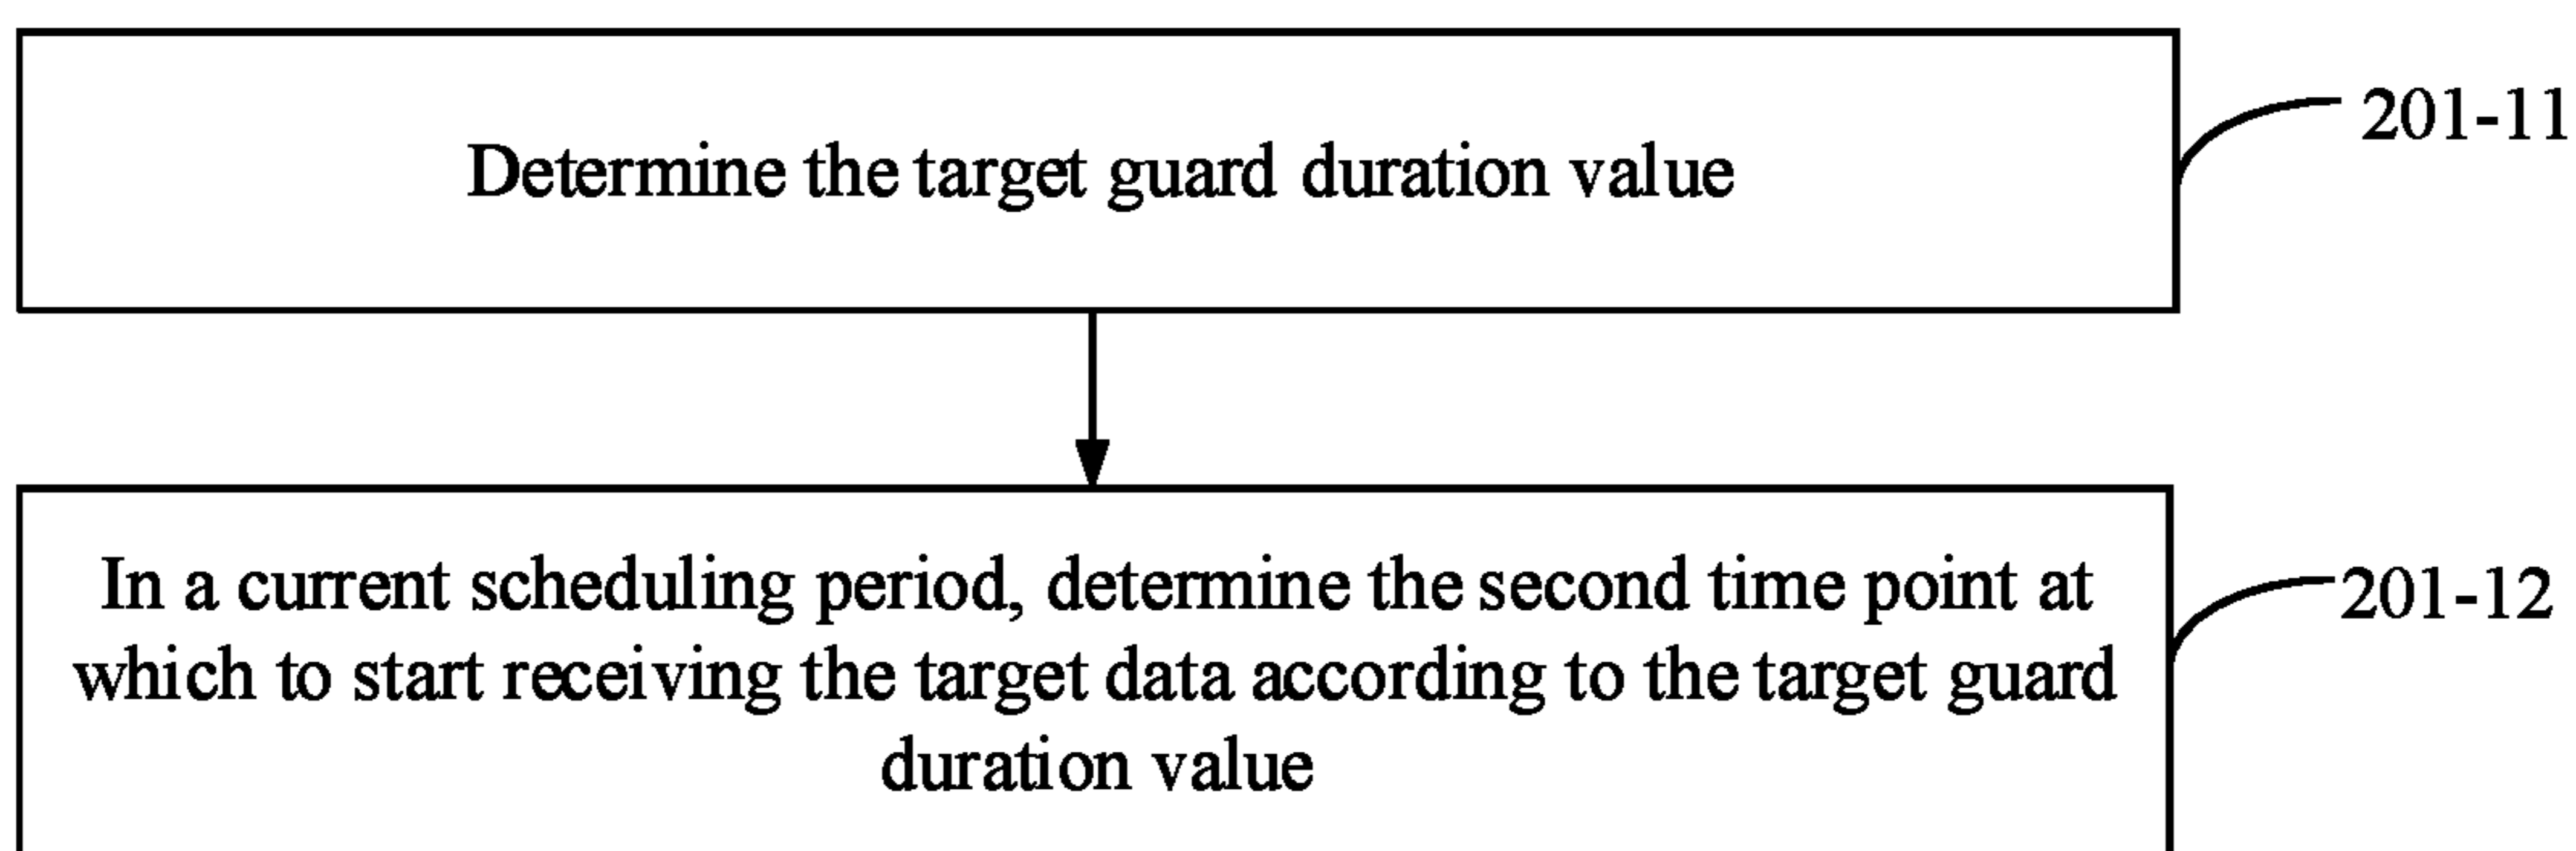 Determine the target guard duration value
201-11
In a current scheduling period, determine the second time point at
which to start receiving the target data according to the target guard
duration value
201-12